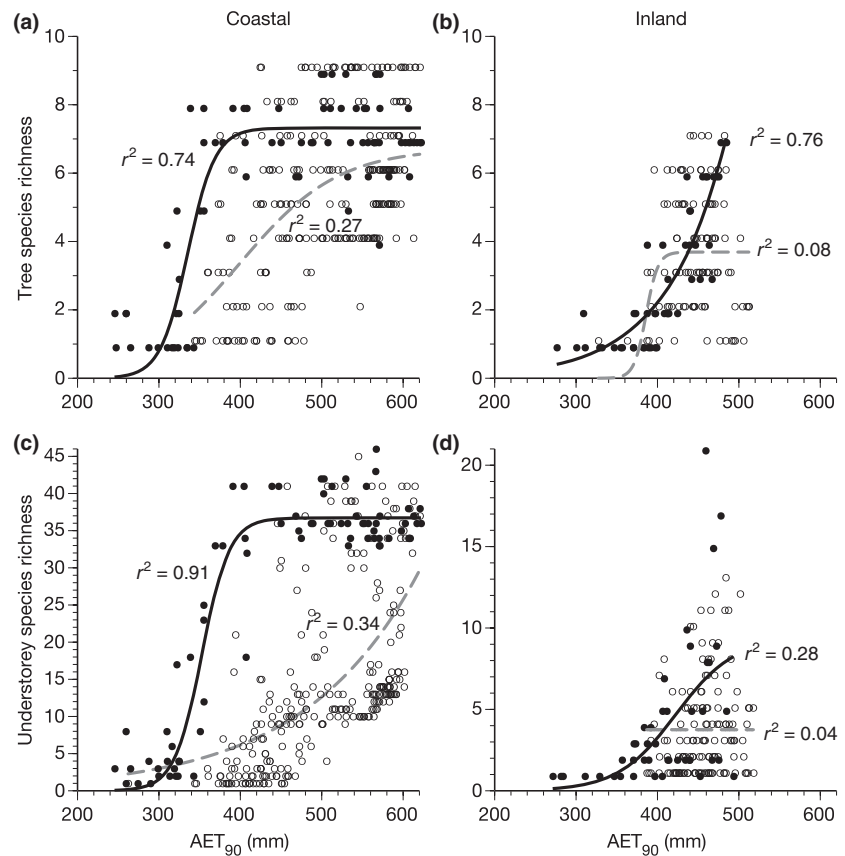 (a) Coastal
(b) Inland
Tree species richness
10
8
6
4
2
0
r² = 0.74
r² = 0.27
200 300 400 500 600
10
8
6
4
2
0
r² = 0.76
r² = 0.08
200 300 400 500 600
(c)
Understorey species richness
45
40
35
30
25
20
15
10
5
0
r² = 0.91
r² = 0.34
200 300 400 500 600
AET90 (mm)
(d)
20
15
10
5
0
r² = 0.28
r² = 0.04
200 300 400 500 600
AET90 (mm)